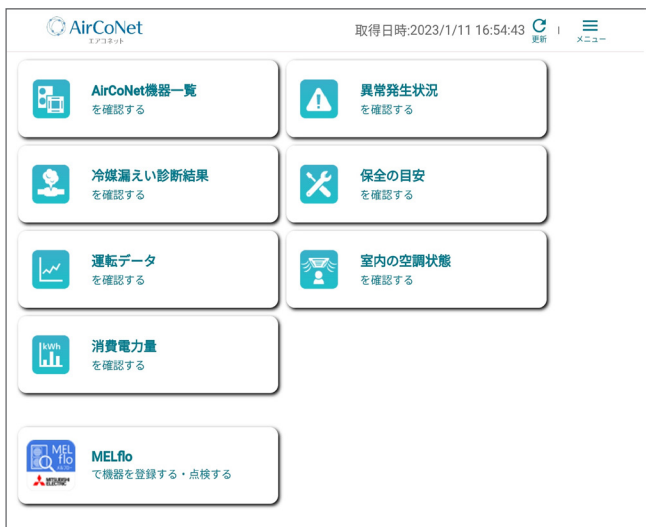 AirCoNet
エアコネット
取得日時:2023/1/11 16:54:43
更新
メニュー
AirCoNet機器一覧
を確認する
異常発生状況
を確認する
冷媒漏えい診断結果
を確認する
保全の目安
を確認する
運転データ
を確認する
室内の空調状態
を確認する
kWh
消費電力量
を確認する
MEL
flo
MITSUBISHI
ELECTRIC
MELflo
で機器を登録する・点検する